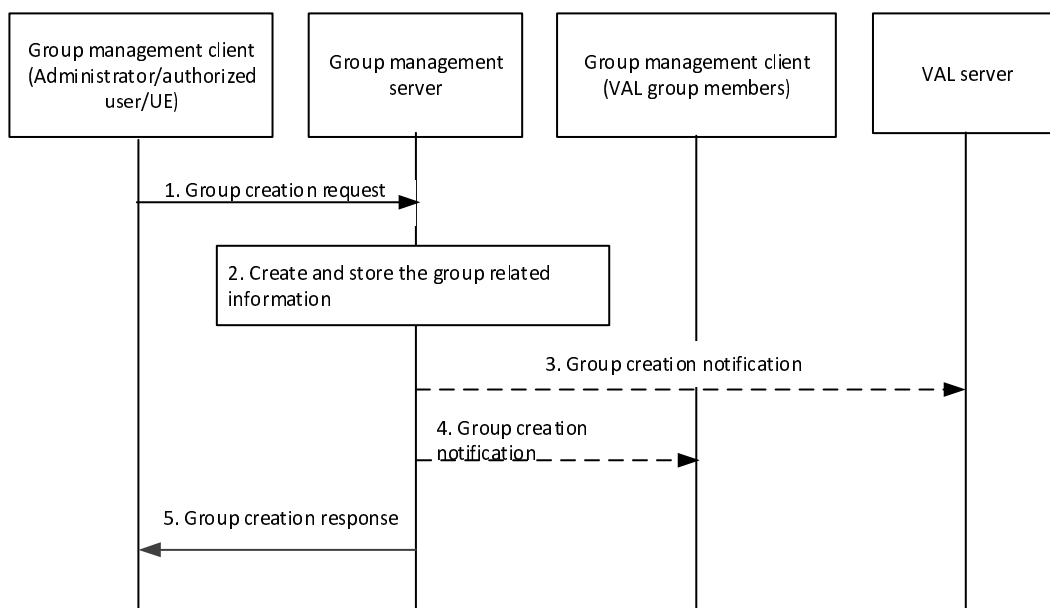 Group management client
(Administrator/authorized
user/UE)
Group management
server
Group management client
(VAL group members)
VAL server
1. Group creation request
2. Create and store the group related
information
3. Group creation notification
4. Group creation
notification
5. Group creation response